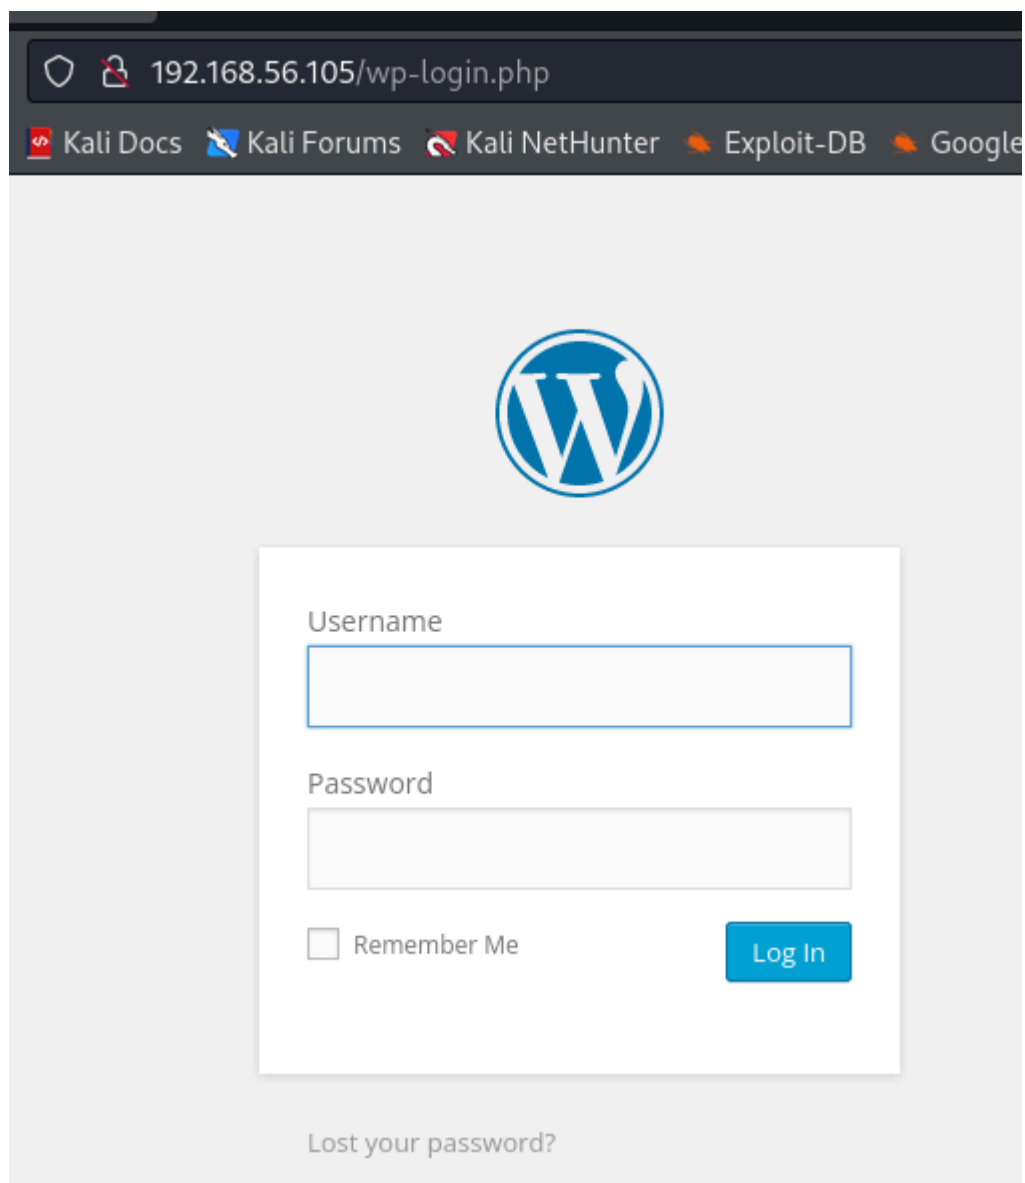 192.168.56.105/wp-login.php
Kali Docs Kali Forums Kali NetHunter Exploit-DB Google
Username
Password
Remember Me Log In
Lost your password?